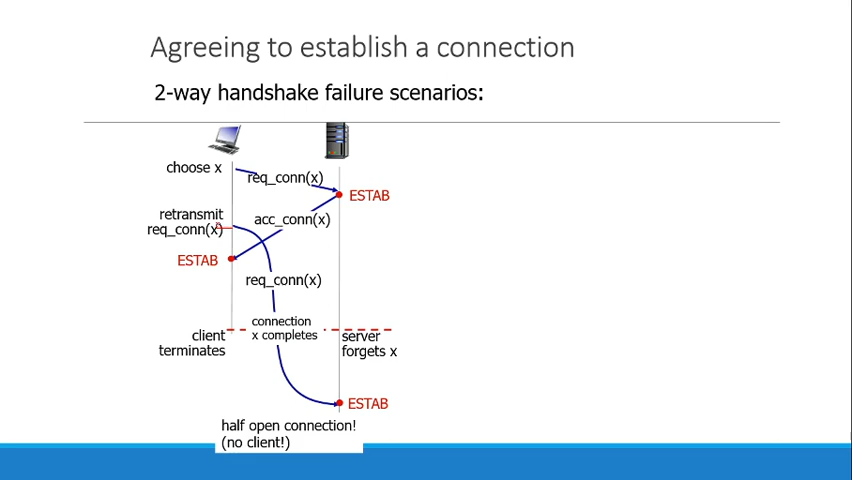 Agreeing to establish a connection
2-way handshake failure scenarios:
choose x
req_conn(x)
ESTAB
retransmit
req_conn(x)
acc_conn(x)
ESTAB
req_conn(x)
connection
x completes
client
terminates
server
forgets x
ESTAB
half open connection!
(no client!)